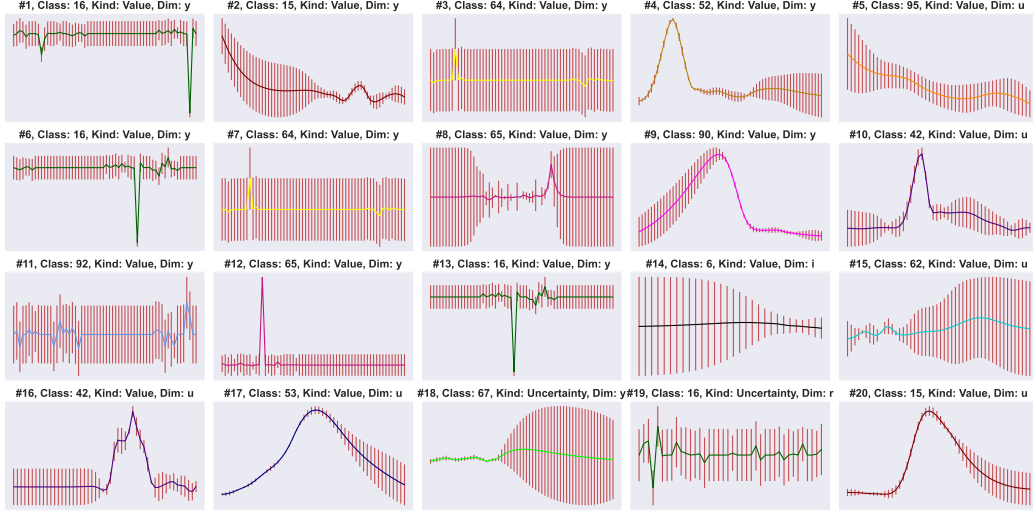 #1, Class: 16, Kind: Value, Dim: y
#2, Class: 15, Kind: Value, Dim: y
#3, Class: 64, Kind: Value, Dim: y
#4, Class: 52, Kind: Value, Dim: y
#5, Class: 95, Kind: Value, Dim: u
#6, Class: 16, Kind: Value, Dim: y
#7, Class: 64, Kind: Value, Dim: y
#8, Class: 65, Kind: Value, Dim: y
#9, Class: 90, Kind: Value, Dim: y
#10, Class: 42, Kind: Value, Dim: u
#11, Class: 92, Kind: Value, Dim: y
#12, Class: 65, Kind: Value, Dim: y
#13, Class: 16, Kind: Value, Dim: y
#14, Class: 6, Kind: Value, Dim: i
#15, Class: 62, Kind: Value, Dim: u
#16, Class: 42, Kind: Value, Dim: u
#17, Class: 53, Kind: Value, Dim: u
#18, Class: 67, Kind: Uncertainty, Dim: y
#19, Class: 16, Kind: Uncertainty, Dim: r
#20, Class: 15, Kind: Value, Dim: u